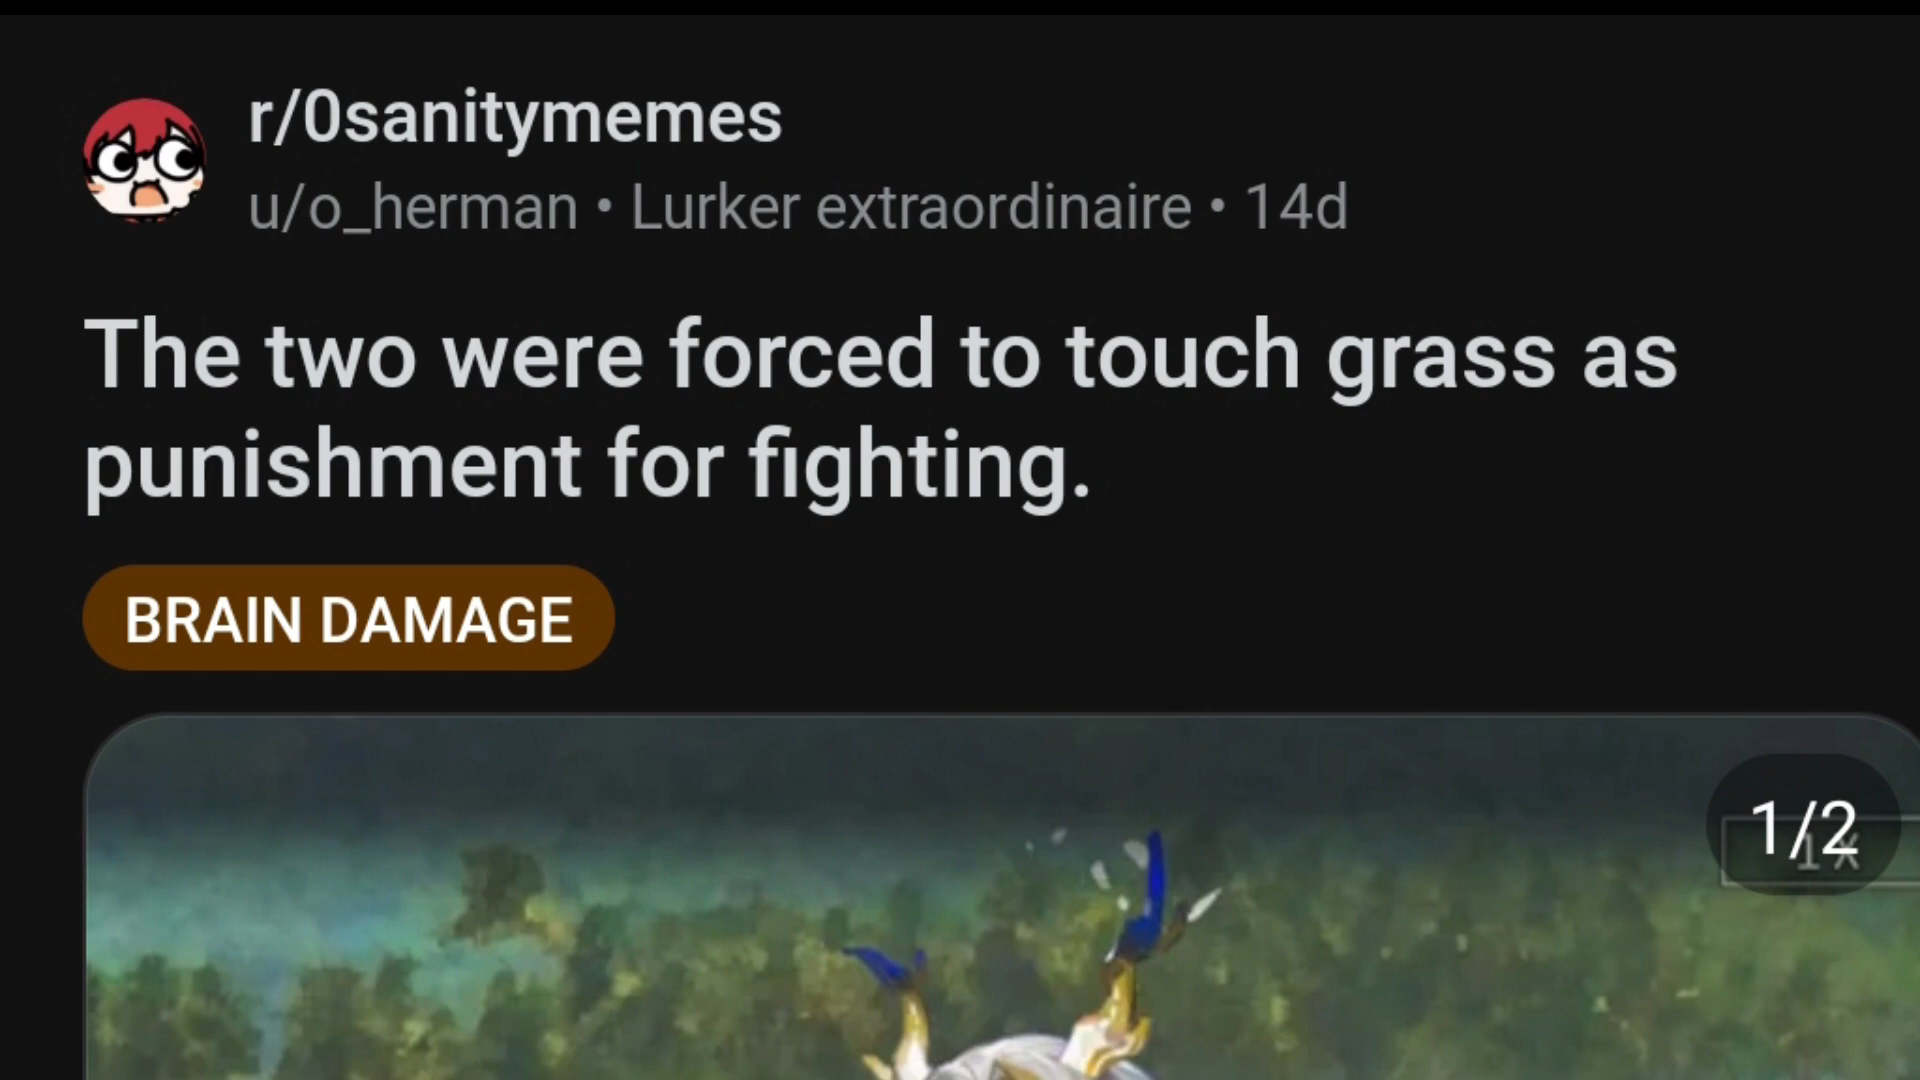 r/0sanitymemes
u/o_herman • Lurker extraordinaire • 14d
The two were forced to touch grass as
punishment for fighting.
BRAIN DAMAGE
1/2
1X